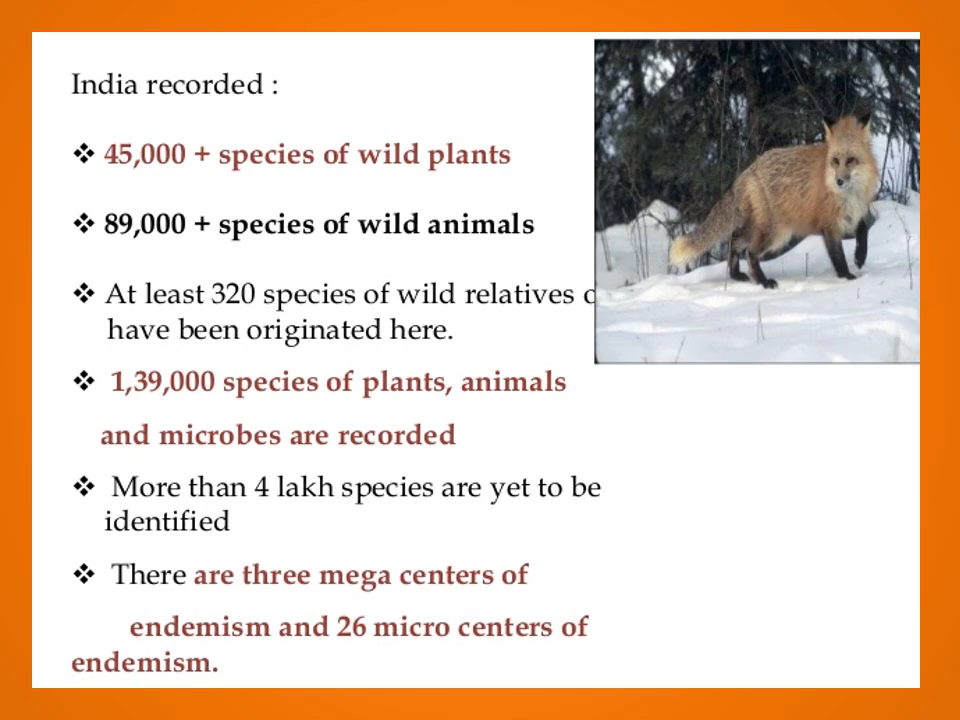 India recorded :
❖ 45,000 + species of wild plants
❖ 89,000 + species of wild animals
❖ At least 320 species of wild relatives
have been originated here.
❖ 1,39,000 species of plants, animals
and microbes are recorded
❖ More than 4 lakh species are yet to be
identified
❖ There are three mega centers of
endemism and 26 micro centers of
endemism.